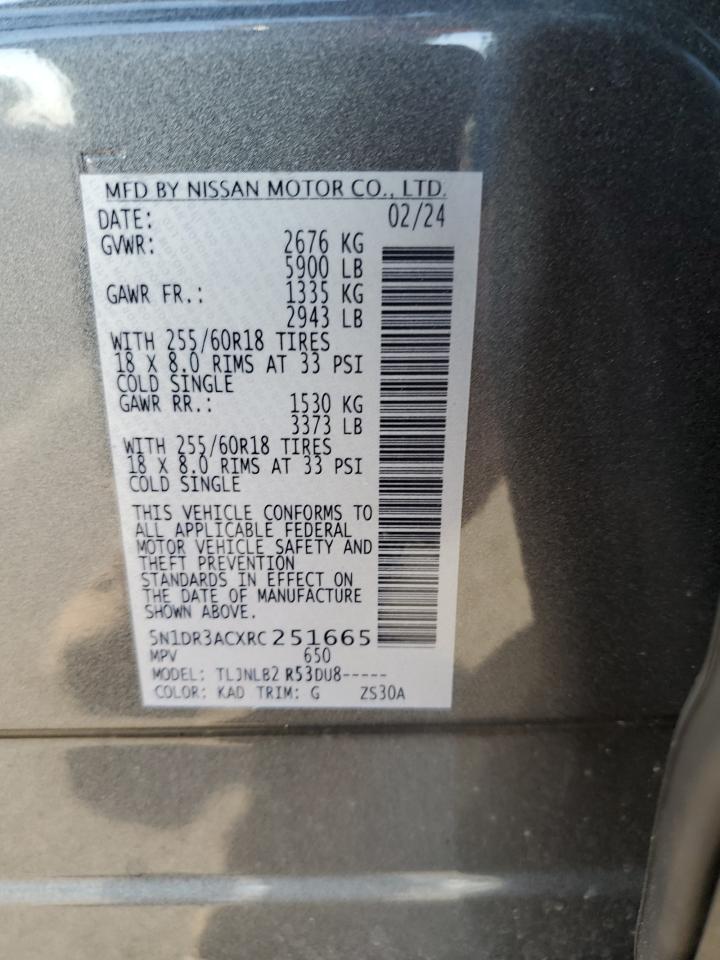 MFD BY NISSAN MOTOR CO., LTD.
DATE: 02/24
GVWR: 2676 KG
5900 LB
GAWR FR.: 1335 KG
2943 LB
WITH 255/60R18 TIRES
18 X 8.0 RIMS AT 33 PSI
COLD SINGLE
GAWR RR.: 1530 KG
3373 LB
WITH 255/60R18 TIRES
18 X 8.0 RIMS AT 33 PSI
COLD SINGLE
THIS VEHICLE CONFORMS TO
ALL APPLICABLE FEDERAL
MOTOR VEHICLE SAFETY AND
THEFT PREVENTION
STANDARDS IN EFFECT ON
THE DATE OF MANUFACTURE
SHOWN ABOVE.
5N1DR3ACXRC251665
MPV 650
MODEL: TLJNLB2 R53DU8-----
COLOR: KAD TRIM: G ZS30A